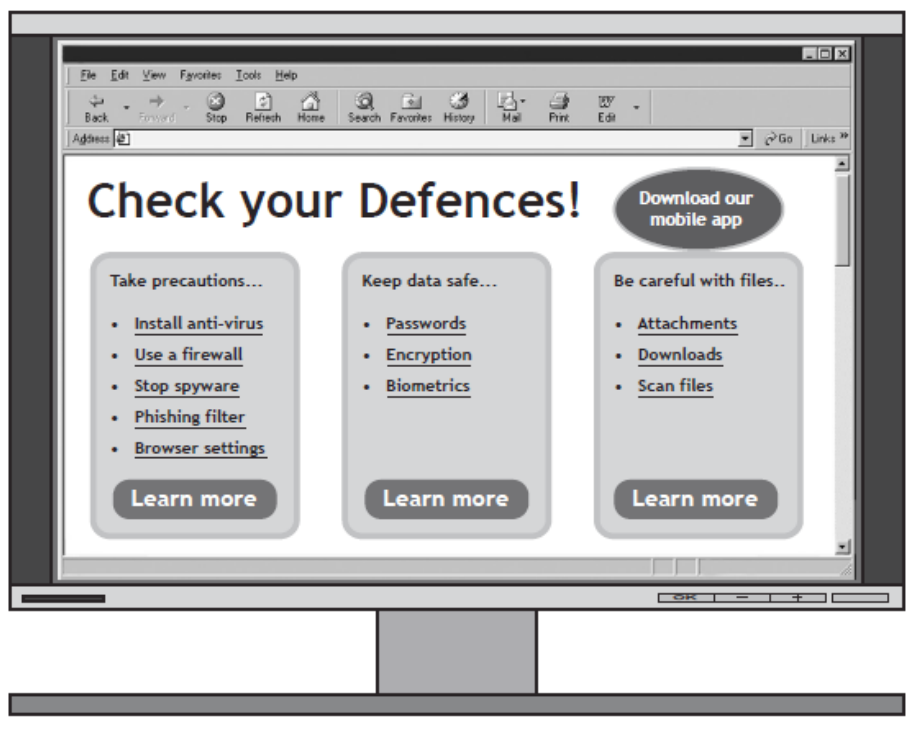 File Edit View Favorites Tools Help
Back Forward Stop Refresh Home Search Favorites History Mail Print Edit
Address Go Links »
Check your Defences!
Download our
mobile app
Take precautions...
• Install anti-virus
• Use a firewall
• Stop spyware
• Phishing filter
• Browser settings
Learn more
Keep data safe...
• Passwords
• Encryption
• Biometrics
Learn more
Be careful with files..
• Attachments
• Downloads
• Scan files
Learn more
OK − +